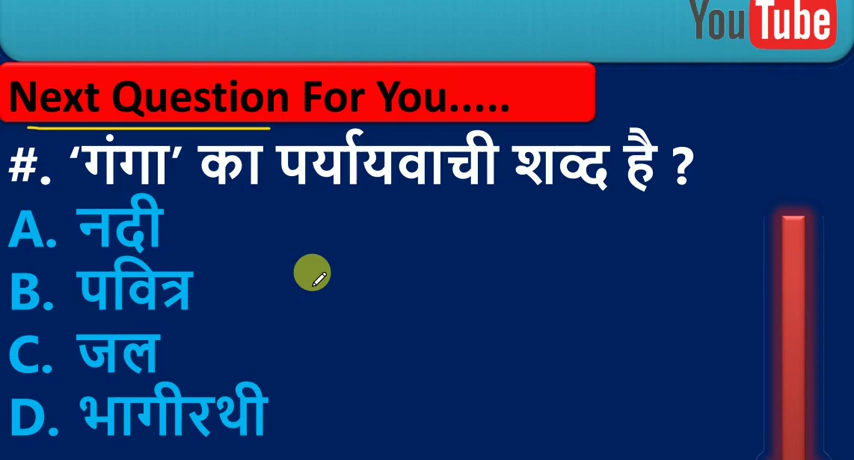 YouTube
Next Question For You.....
#. ‘गंगा’ का पर्यायवाची शव्द है ?
A. नदी
B. पवित्र
C. जल
D. भागीरथी